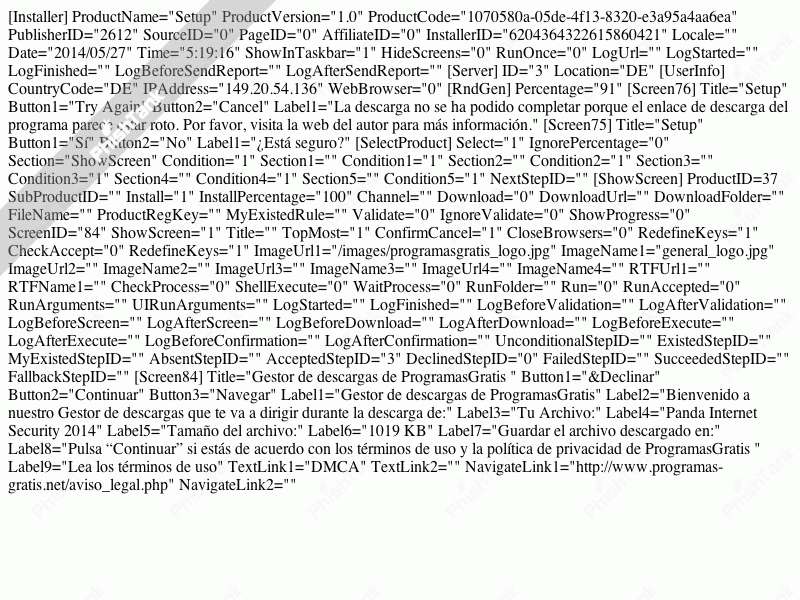 [Installer] ProductName="Setup" ProductVersion="1.0" ProductCode="1070580a-05de-4f13-8320-e3a95a4aa6ea"
PublisherID="2612" SourceID="0" PageID="0" AffiliateID="0" InstallerID="6204364322615860421" Locale=""
Date="2014/05/27" Time="5:19:16" ShowInTaskbar="1" HideScreens="0" RunOnce="0" LogUrl="" LogStarted=""
LogFinished="" LogBeforeSendReport="" LogAfterSendReport="" [Server] ID="3" Location="DE" [UserInfo]
CountryCode="DE" IPAddress="149.20.54.136" WebBrowser="0" [RndGen] Percentage="91" [Screen76] Title="Setup"
Button1="Try Again" Button2="Cancel" Label1="La descarga no se ha podido completar porque el enlace de descarga del
programa parece estar roto. Por favor, visita la web del autor para más información." [Screen75] Title="Setup"
Button1="Sí" Button2="No" Label1="¿Está seguro?" [SelectProduct] Select="1" IgnorePercentage="0"
Section="ShowScreen" Condition="1" Section1="" Condition1="1" Section2="" Condition2="1" Section3=""
Condition3="1" Section4="" Condition4="1" Section5="" Condition5="1" NextStepID="" [ShowScreen] ProductID=37
SubProductID="" Install="1" InstallPercentage="100" Channel="" Download="0" DownloadUrl="" DownloadFolder=""
FileName="" ProductRegKey="" MyExistedRule="" Validate="0" IgnoreValidate="0" ShowProgress="0"
ScreenID="84" ShowScreen="1" Title="" TopMost="1" ConfirmCancel="1" CloseBrowsers="0" RedefineKeys="1"
CheckAccept="0" RedefineKeys="1" ImageUrl1="/images/programasgratis_logo.jpg" ImageName1="general_logo.jpg"
ImageUrl2="" ImageName2="" ImageUrl3="" ImageName3="" ImageUrl4="" ImageName4="" RTFUrl1=""
RTFName1="" CheckProcess="0" ShellExecute="0" WaitProcess="0" RunFolder="" Run="0" RunAccepted="0"
RunArguments="" UIRunArguments="" LogStarted="" LogFinished="" LogBeforeValidation="" LogAfterValidation=""
LogBeforeScreen="" LogAfterScreen="" LogBeforeDownload="" LogAfterDownload="" LogBeforeExecute=""
LogAfterExecute="" LogBeforeConfirmation="" LogAfterConfirmation="" UnconditionalStepID="" ExistedStepID=""
MyExistedStepID="" AbsentStepID="" AcceptedStepID="3" DeclinedStepID="0" FailedStepID="" SucceededStepID=""
FallbackStepID="" [Screen84] Title="Gestor de descargas de ProgramasGratis " Button1="&Declinar"
Button2="Continuar" Button3="Navegar" Label1="Gestor de descargas de ProgramasGratis" Label2="Bienvenido a
nuestro Gestor de descargas que te va a dirigir durante la descarga de:" Label3="Tu Archivo:" Label4="Panda Internet
Security 2014" Label5="Tamaño del archivo:" Label6="1019 KB" Label7="Guardar el archivo descargado en:"
Label8="Pulsa “Continuar” si estás de acuerdo con los términos de uso y la política de privacidad de ProgramasGratis "
Label9="Lea los términos de uso" TextLink1="DMCA" TextLink2="" NavigateLink1="http://www.programas-
gratis.net/aviso_legal.php" NavigateLink2=""